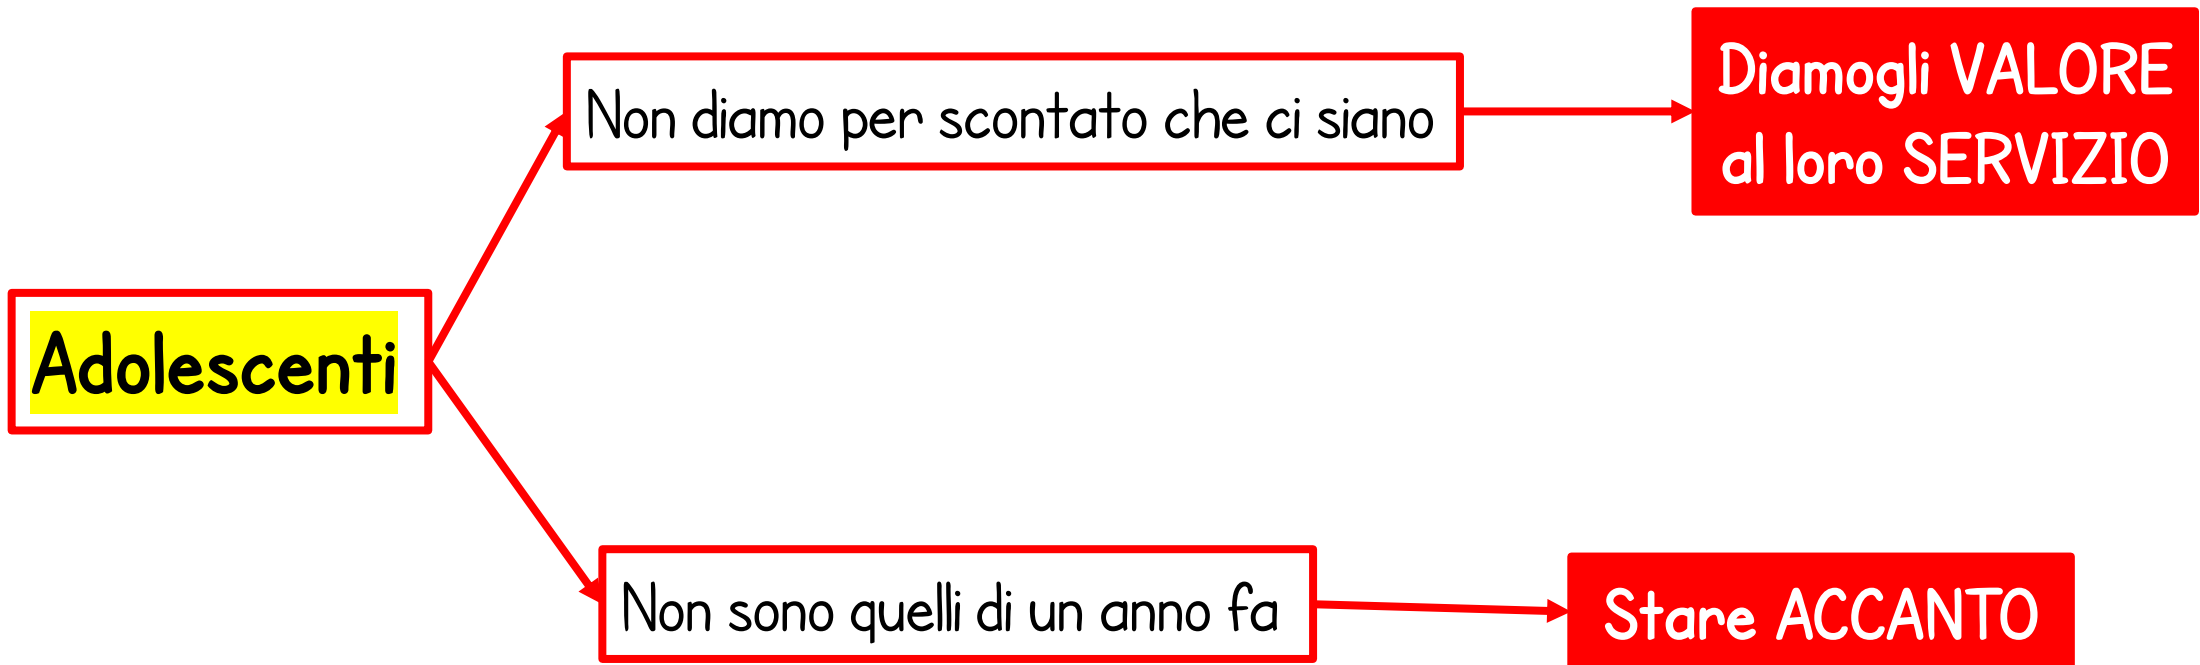 Non diamo per scontato che ci siano
Diamogli VALORE
al loro SERVIZIO
Adolescenti
Non sono quelli di un anno fa
Stare ACCANTO